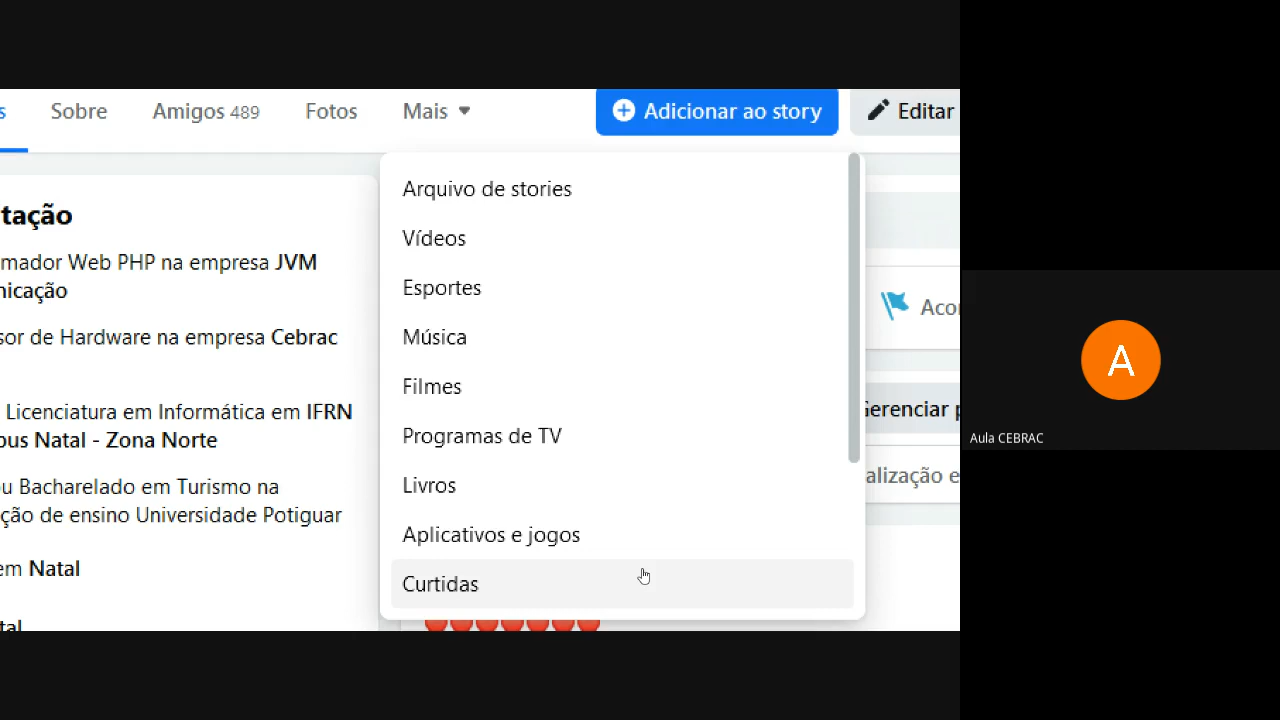 s Sobre Amigos 489 Fotos Mais Adicionar ao story Editar
tação
mador Web PHP na empresa JVM
nicação
sor de Hardware na empresa Cebrac
Licenciatura em Informática em IFRN
ous Natal - Zona Norte
u Bacharelado em Turismo na
ção de ensino Universidade Potiguar
em Natal
tal
Arquivo de stories
Vídeos
Esportes
Música
Filmes
Programas de TV
Livros
Aplicativos e jogos
Curtidas
Acor
Gerenciar p
alização e
A
Aula CEBRAC